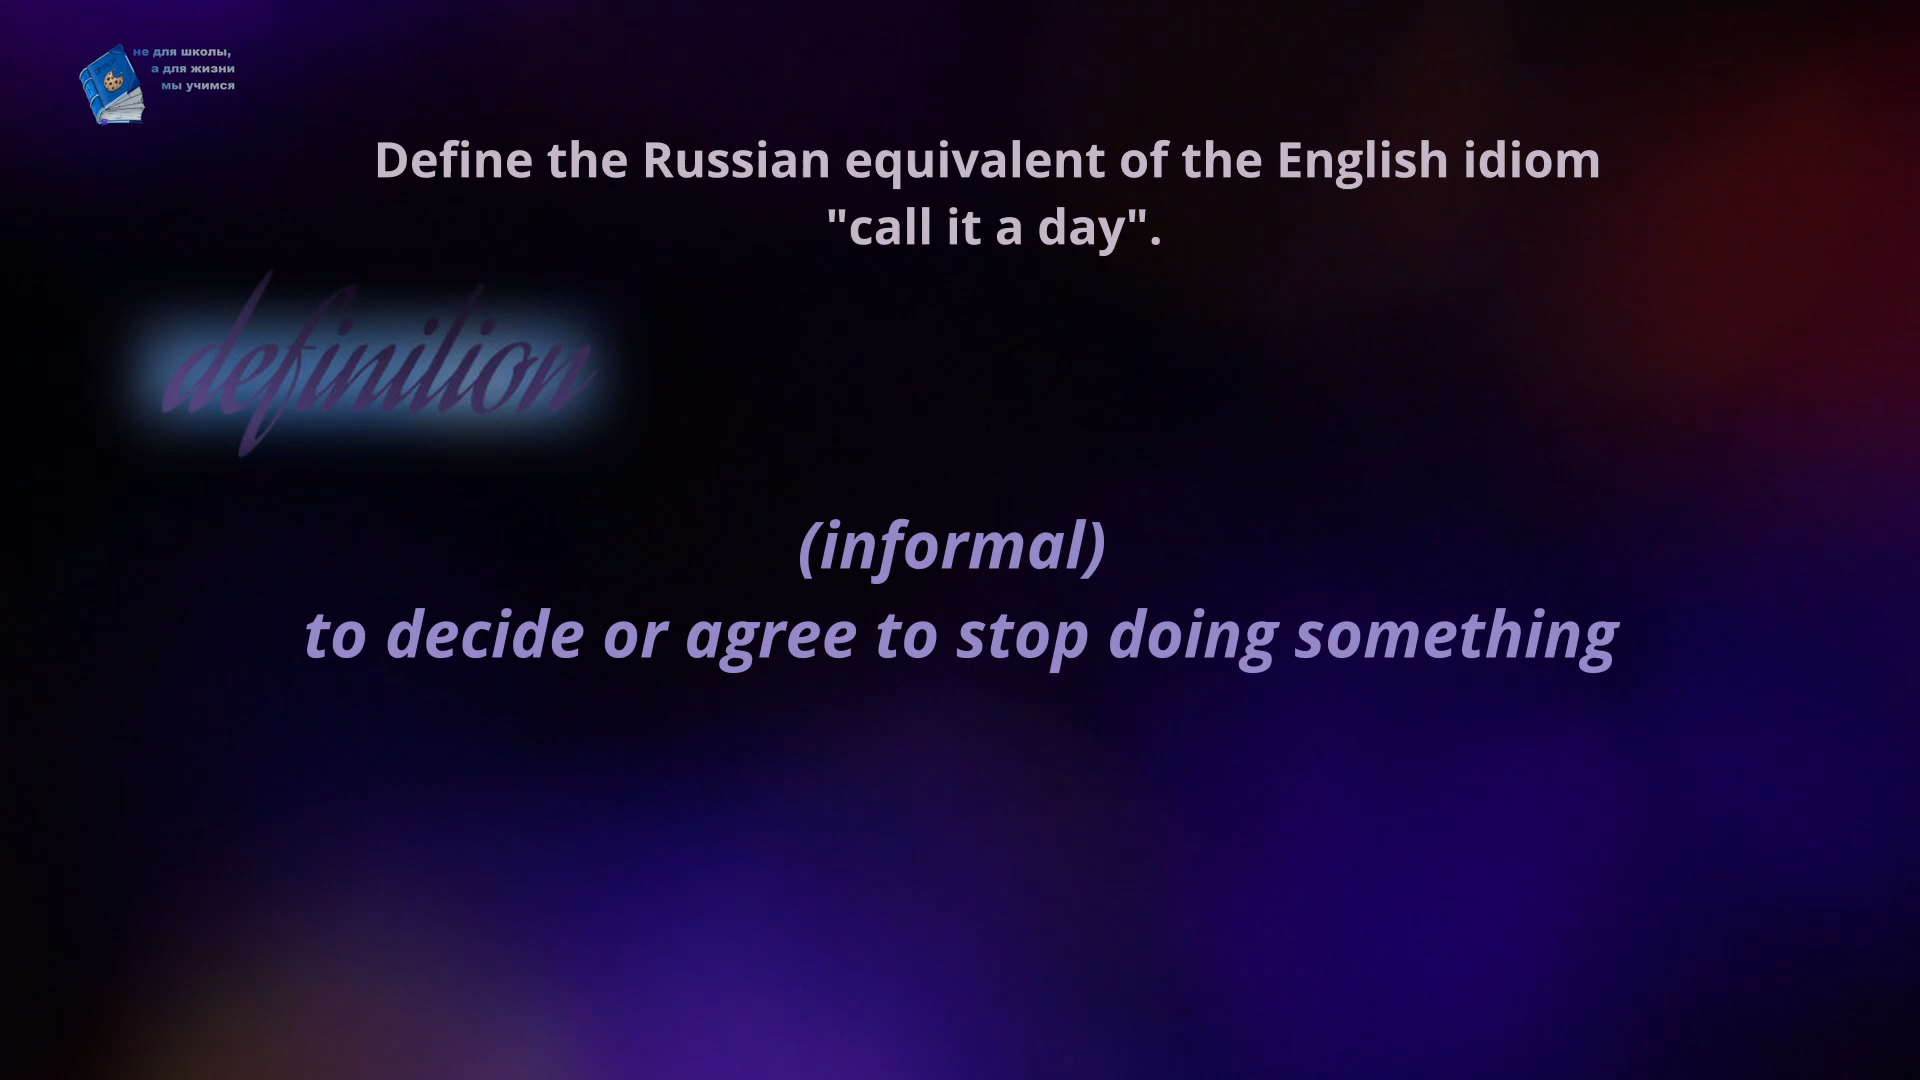 не для школы,
а для жизни
мы учимся
Define the Russian equivalent of the English idiom
"call it a day".
definition
(informal)
to decide or agree to stop doing something